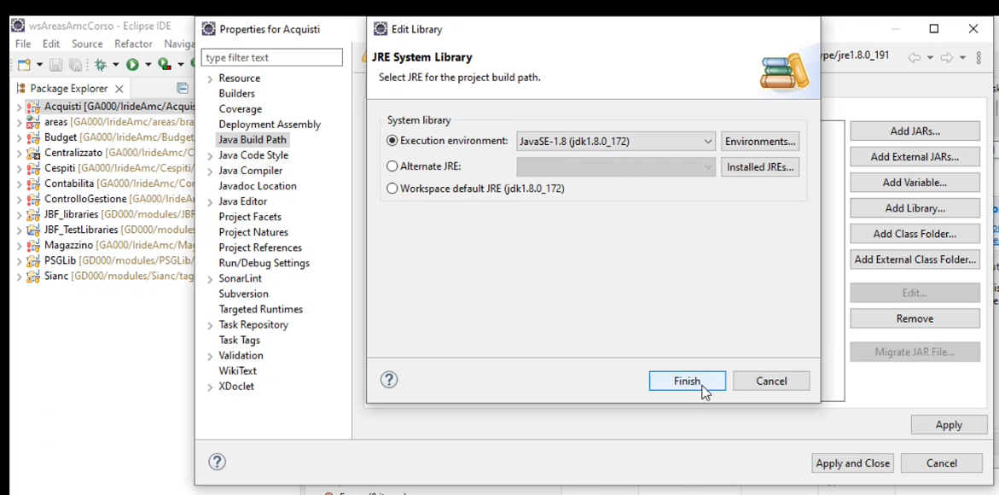 wsAreasAmcCorso - Eclipse IDE
File Edit Source Refactor Naviga
Package Explorer
Acquisti [GA000/IrideAmc/Acquis
areas [GA000/IrideAmc/areas/bra
Budget [GA000/IrideAmc/Budget
Centralizzato [GA000/IrideAmc/C
Cespiti [GA000/IrideAmc/Cespiti/
Contabilita [GA000/IrideAmc/Con
ControlloGestione [GA000/IrideAm
JBF_libraries [GD000/modules/JBF
JBF_TestLibraries [GD000/modules
Magazzino [GA000/IrideAmc/Mag
PSGLib [GD000/modules/PSGLib/
Sianc [GD000/modules/Sianc/tag
Properties for Acquisti
type filter text
Resource
Builders
Coverage
Deployment Assembly
Java Build Path
Java Code Style
Java Compiler
Javadoc Location
Java Editor
Project Facets
Project Natures
Project References
Run/Debug Settings
SonarLint
Subversion
Targeted Runtimes
Task Repository
Task Tags
Validation
WikiText
XDoclet
Edit Library
JRE System Library
Select JRE for the project build path.
System library
Execution environment: JavaSE-1.8 (jdk1.8.0_172) Environments...
Alternate JRE: Installed JREs...
Workspace default JRE (jdk1.8.0_172)
Finish Cancel
ype/jre1.8.0_191
Add JARs...
Add External JARs...
Add Variable...
Add Library...
Add Class Folder...
Add External Class Folder...
Edit...
Remove
Migrate JAR File...
Apply
Apply and Close Cancel